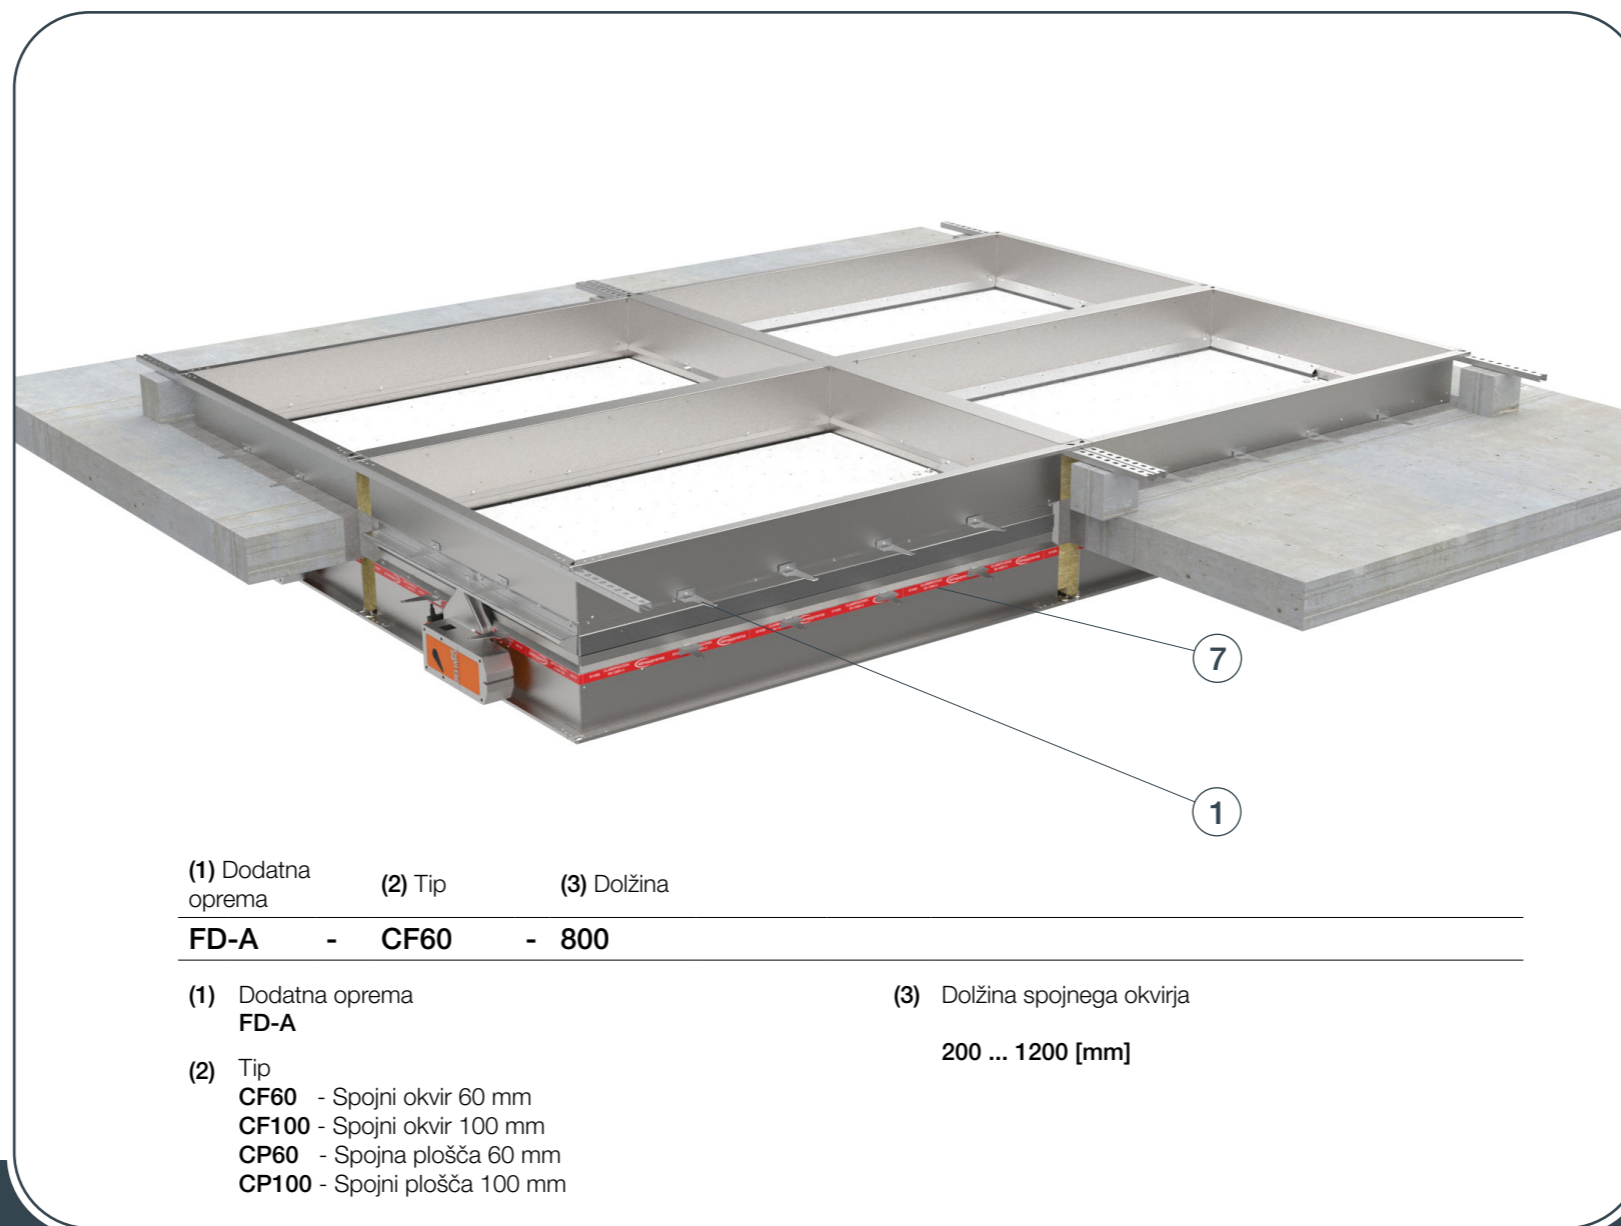 7
1
(1) Dodatna
oprema
(2) Tip
(3) Dolžina
FD-A - CF60 - 800
(1) Dodatna oprema
FD-A
(2) Tip
CF60 - Spojni okvir 60 mm
CF100 - Spojni okvir 100 mm
CP60 - Spojna plošča 60 mm
CP100 - Spojni plošča 100 mm
(3) Dolžina spojnega okvirja
200 ... 1200 [mm]